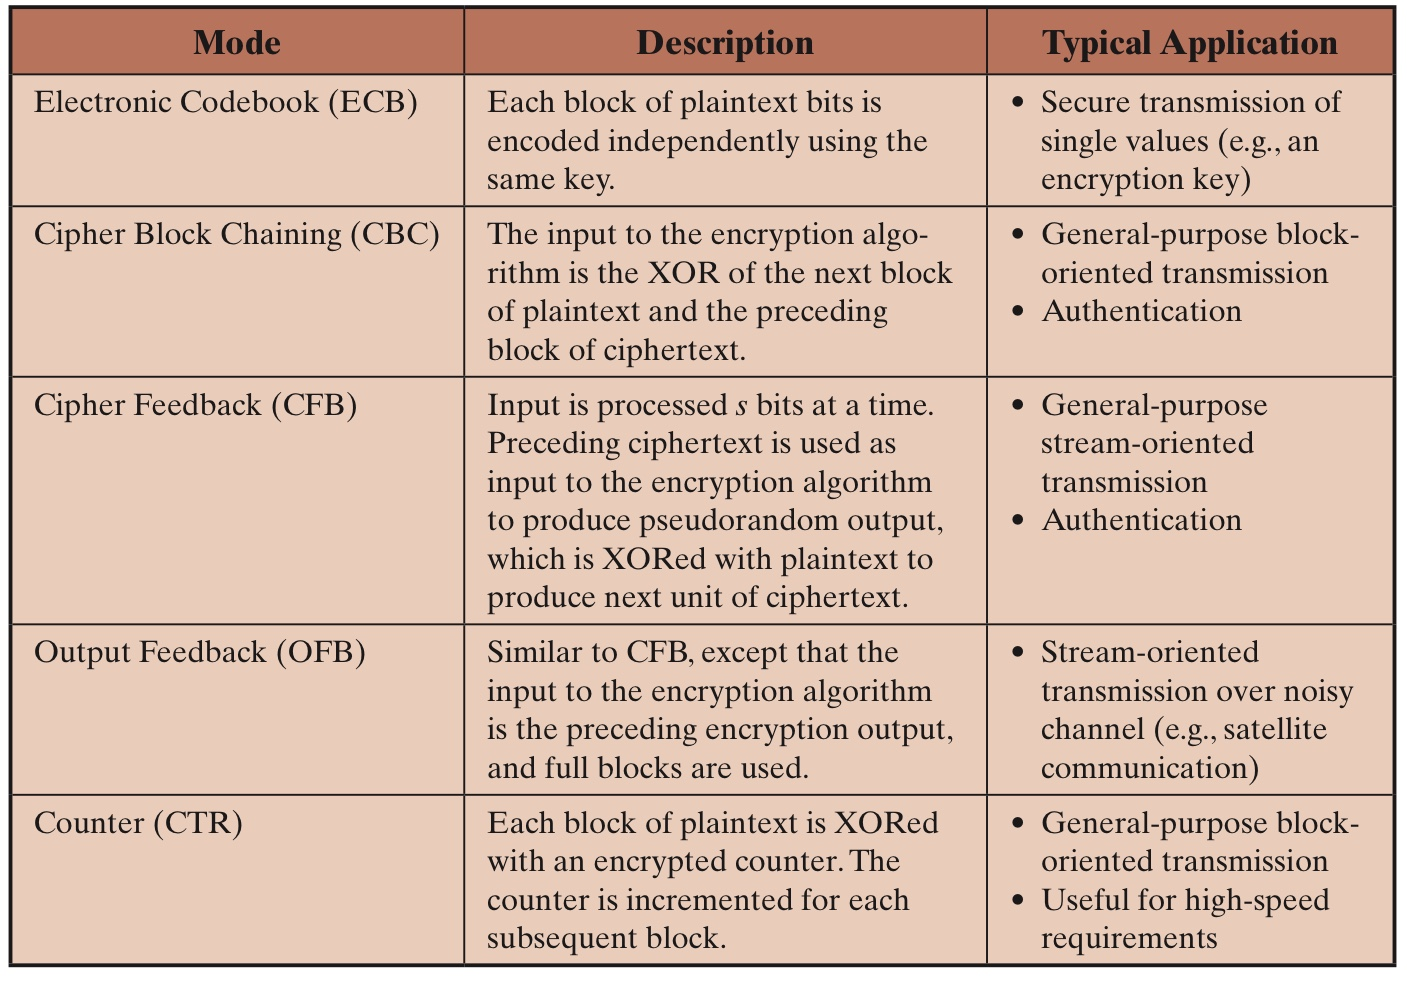 Mode
Description
Typical Application
Electronic Codebook (ECB)
Each block of plaintext bits is
encoded independently using the
same key.
• Secure transmission of
single values (e.g., an
encryption key)
Cipher Block Chaining (CBC)
The input to the encryption algo-
rithm is the XOR of the next block
of plaintext and the preceding
block of ciphertext.
• General-purpose block-
oriented transmission
• Authentication
Cipher Feedback (CFB)
Input is processed s bits at a time.
Preceding ciphertext is used as
input to the encryption algorithm
to produce pseudorandom output,
which is XORed with plaintext to
produce next unit of ciphertext.
• General-purpose
stream-oriented
transmission
• Authentication
Output Feedback (OFB)
Similar to CFB, except that the
input to the encryption algorithm
is the preceding encryption output,
and full blocks are used.
• Stream-oriented
transmission over noisy
channel (e.g., satellite
communication)
Counter (CTR)
Each block of plaintext is XORed
with an encrypted counter. The
counter is incremented for each
subsequent block.
• General-purpose block-
oriented transmission
• Useful for high-speed
requirements